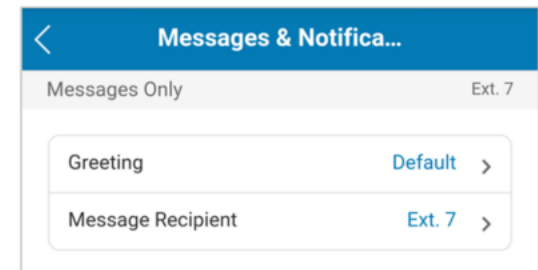 Messages & Notifica...
Messages Only Ext. 7
Greeting Default
Message Recipient Ext. 7